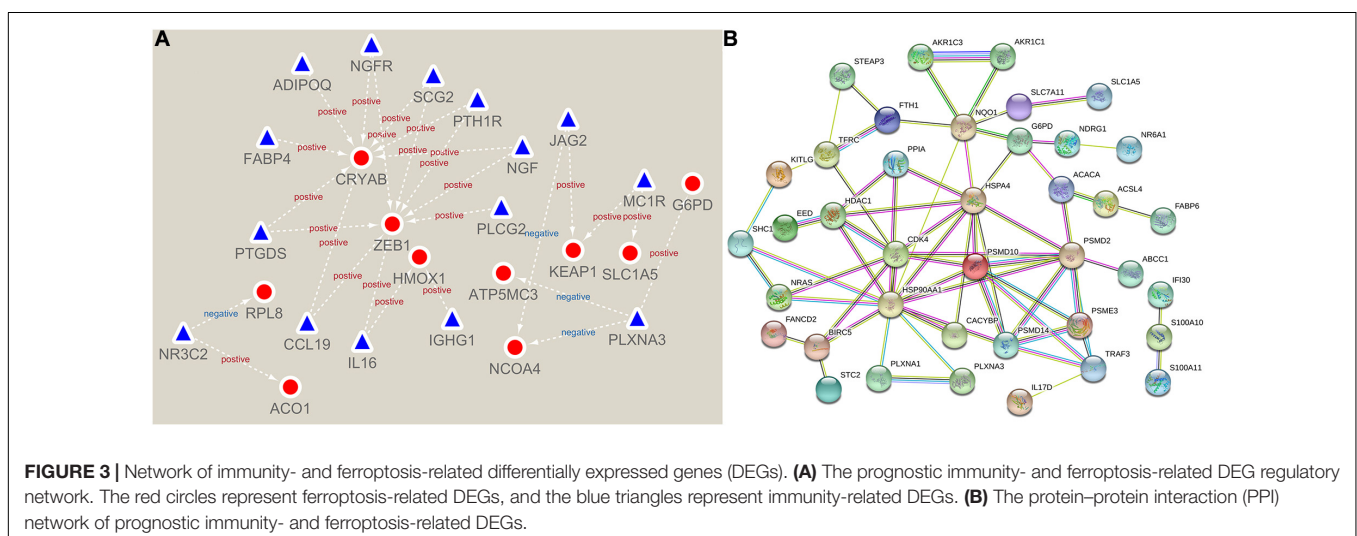 A
NGFR
ADIPOQ
SCG2
postive
postive
PTH1R
postive
postive
JAG2
postive
postive
FABP4
postive
postive
postive
NGF
CRYAB
postive
MC1R
G6PD
postive
postive
postive
PLCG2
negative
postive
postive
PTGDS
ZEB1
postive
KEAP1
SLC1A5
postive
HMOX1
ATP5MC3
postive
postive
postive
RPL8
negative
negative
NR3C2
CCL19
IL16
IGHG1
negative
PLXNA3
postive
NCOA4
ACO1
B
AKR1C3
AKR1C1
STEAP3
SLC7A11
SLC1A5
FTH1
NQO1
G6PD
NDRG1
NR6A1
TFRC
KITLG
PPIA
ACACA
ACSL4
HSPA4
FABP6
EED
HDAC1
SHC1
CDK4
PSMD10
PSMD2
ABCC1
NRAS
HSP90AA1
IFI30
FANCD2
BIRC5
CACYBP
PSMD14
PSME3
S100A10
TRAF3
STC2
PLXNA1
PLXNA3
IL17D
S100A11
FIGURE 3 | Network of immunity- and ferroptosis-related differentially expressed genes (DEGs). (A) The prognostic immunity- and ferroptosis-related DEG regulatory
network. The red circles represent ferroptosis-related DEGs, and the blue triangles represent immunity-related DEGs. (B) The protein–protein interaction (PPI)
network of prognostic immunity- and ferroptosis-related DEGs.